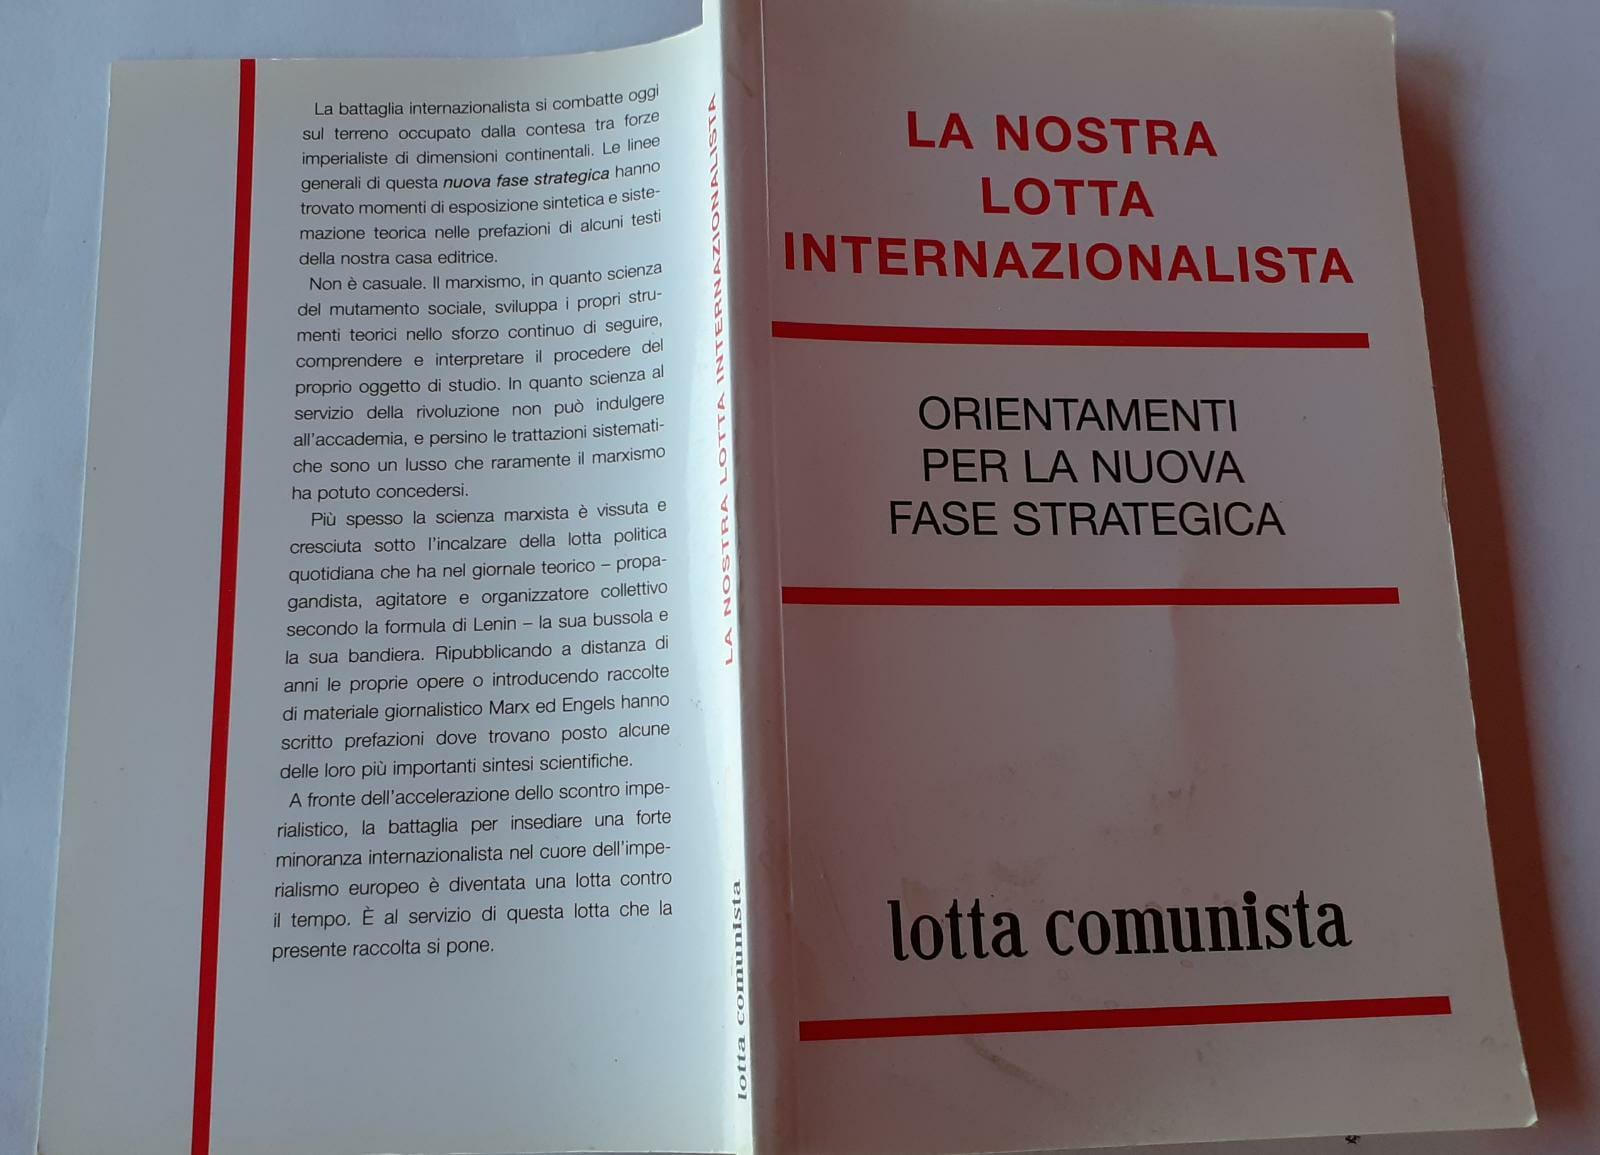 La battaglia internazionalista si combatte oggi
sul terreno occupato dalla contesa tra forze
imperialiste di dimensioni continentali. Le linee
generali di questa nuova fase strategica hanno
trovato momenti di esposizione sintetica e siste-
mazione teorica nelle prefazioni di alcuni testi
della nostra casa editrice.
Non è casuale. Il marxismo, in quanto scienza
del mutamento sociale, sviluppa i propri stru-
menti teorici nello sforzo continuo di seguire,
comprendere e interpretare il procedere del
proprio oggetto di studio. In quanto scienza al
servizio della rivoluzione non può indulgere
all'accademia, e persino le trattazioni sistemati-
che sono un lusso che raramente il marxismo
ha potuto concedersi.
Più spesso la scienza marxista è vissuta e
cresciuta sotto l'incalzare della lotta politica
quotidiana che ha nel giornale teorico – propa-
gandista, agitatore e organizzatore collettivo
secondo la formula di Lenin – la sua bussola e
la sua bandiera. Ripubblicando a distanza di
anni le proprie opere o introducendo raccolte
di materiale giornalistico Marx ed Engels hanno
scritto prefazioni dove trovano posto alcune
delle loro più importanti sintesi scientifiche.
A fronte dell'accelerazione dello scontro impe-
rialistico, la battaglia per insediare una forte
minoranza internazionalista nel cuore dell'impe-
rialismo europeo è diventata una lotta contro
il tempo. È al servizio di questa lotta che la
presente raccolta si pone.
LA NOSTRA LOTTA INTERNAZIONALISTA
lotta comunista
LA NOSTRA
LOTTA
INTERNAZIONALISTA
ORIENTAMENTI
PER LA NUOVA
FASE STRATEGICA
lotta comunista